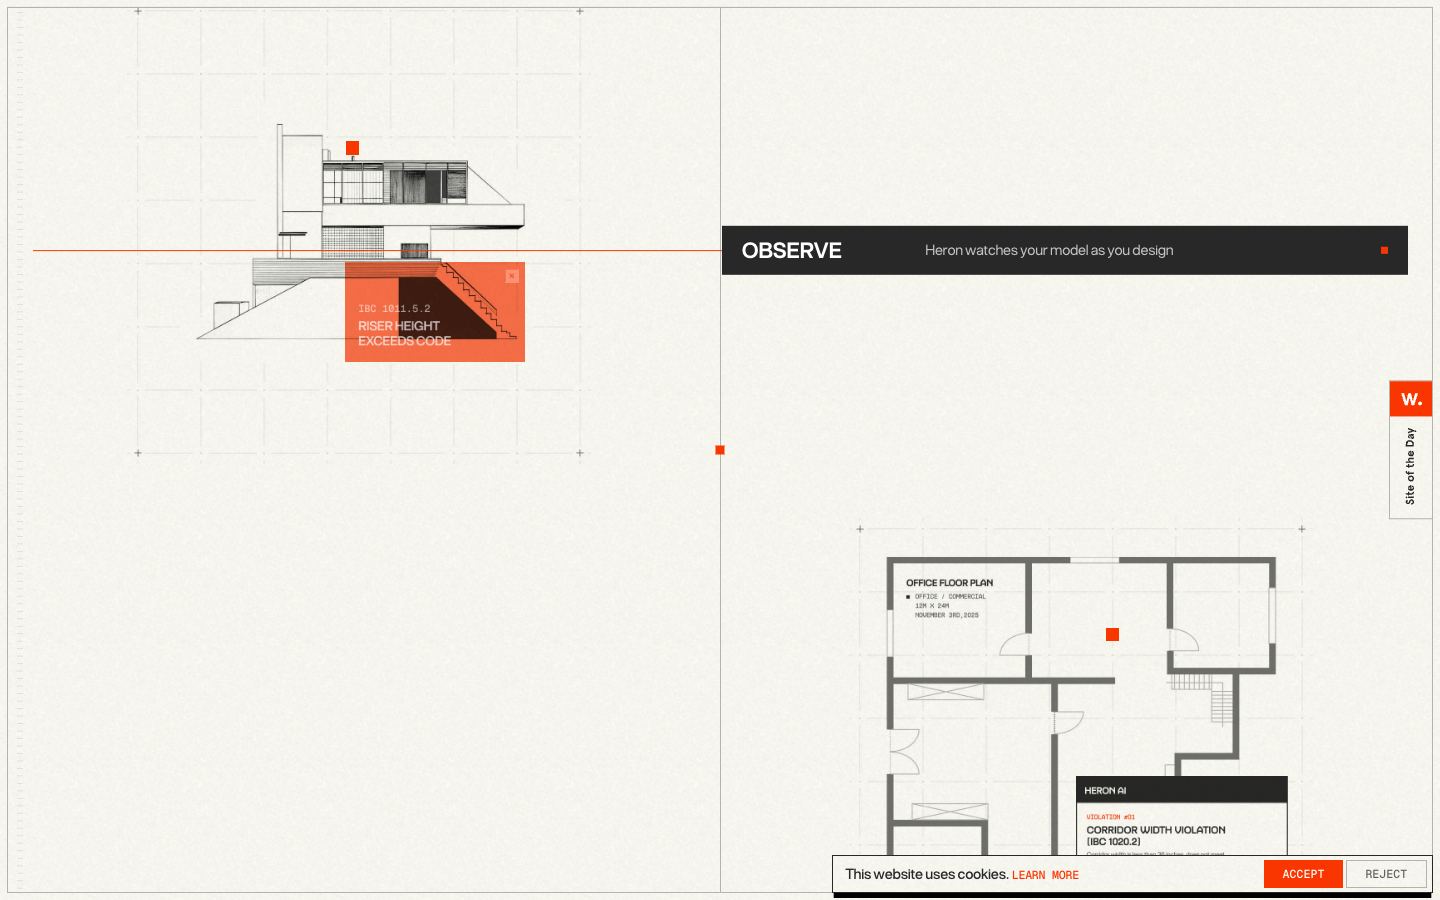 IBC 1011.5.2
RISER HEIGHT
EXCEEDS CODE
OBSERVE
Heron watches your model as you design
W.
Site of the Day
OFFICE FLOOR PLAN
OFFICE / COMMERCIAL
12M X 24M
NOVEMBER 3RD,2025
HERON AI
VIOLATION #01
CORRIDOR WIDTH VIOLATION
[IBC 1020.2]
This website uses cookies. LEARN MORE
ACCEPT
REJECT